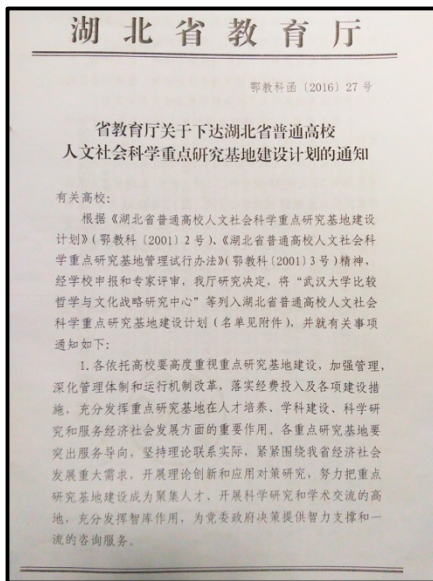 湖北省教育厅
鄂教科函〔2016〕27号
省教育厅关于下达湖北省普通高校
人文社会科学重点研究基地建设计划的通知
有关高校：
根据《湖北省普通高校人文社会科学重点研究基地建设
计划》（鄂教科〔2001〕2号）、《湖北省普通高校人文社会科
学重点研究基地管理试行办法》（鄂教科〔2001〕3号）精神，
经学校申报和专家评审，我厅研究决定，将“武汉大学比较
哲学与文化战略研究中心”等列入湖北省普通高校人文社会
科学重点研究基地建设计划（名单见附件），并就有关事项
通知如下：
1.各依托高校要高度重视重点研究基地建设，加强管理，
深化管理体制和运行机制改革，落实经费投入及各项建设措
施，充分发挥重点研究基地在人才培养、学科建设、科学研
究和服务经济社会发展方面的重要作用。各重点研究基地要
突出服务导向，坚持理论联系实际，紧紧围绕我省经济社会
发展重大需求，开展理论创新和应用对策研究，努力把重点
研究基地建设成为聚集人才、开展科学研究和学术交流的高
地，充分发挥智库作用，为党委政府决策提供智力支撑和一
流的咨询服务。